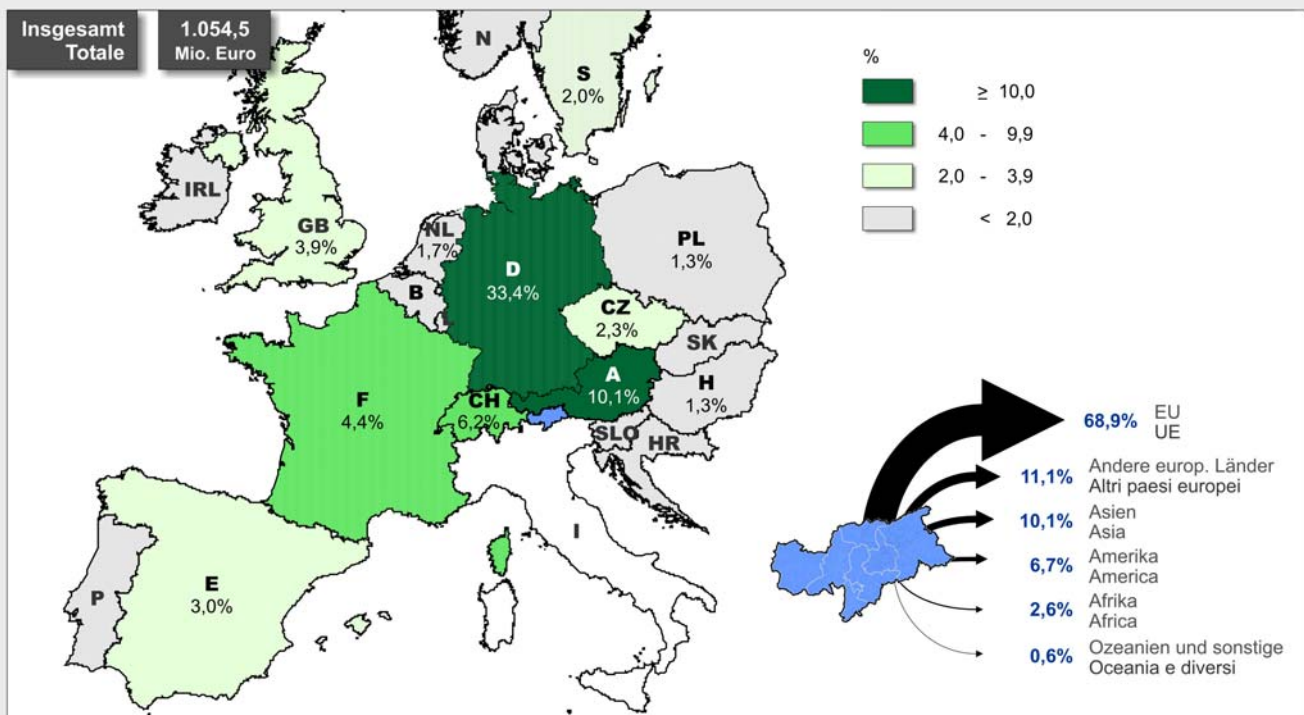 Insgesamt
Totale
1.054,5
Mio. Euro
%
≥ 10,0
4,0 - 9,9
2,0 - 3,9
< 2,0
N
S
2,0%
IRL
GB
3,9%
NL
1,7%
B
L
D
33,4%
PL
1,3%
CZ
2,3%
SK
A
10,1%
H
1,3%
F
4,4%
CH
6,2%
SLO
HR
I
P
E
3,0%
68,9% EU
UE
11,1% Andere europ. Länder
Altri paesi europei
10,1% Asien
Asia
6,7% Amerika
America
2,6% Afrika
Africa
0,6% Ozeanien und sonstige
Oceania e diversi